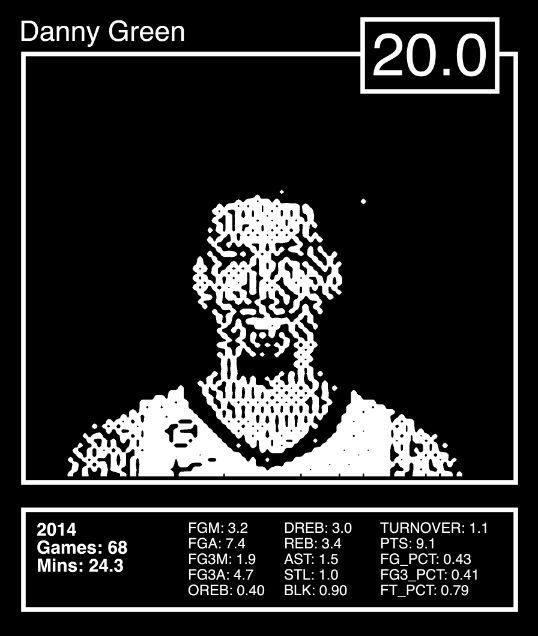 Danny Green
20.0
2014
Games: 68
Mins: 24.3
FGM: 3.2
FGA: 7.4
FG3M: 1.9
FG3A: 4.7
OREB: 0.40
DREB: 3.0
REB: 3.4
AST: 1.5
STL: 1.0
BLK: 0.90
TURNOVER: 1.1
PTS: 9.1
FG_PCT: 0.43
FG3_PCT: 0.41
FT_PCT: 0.79